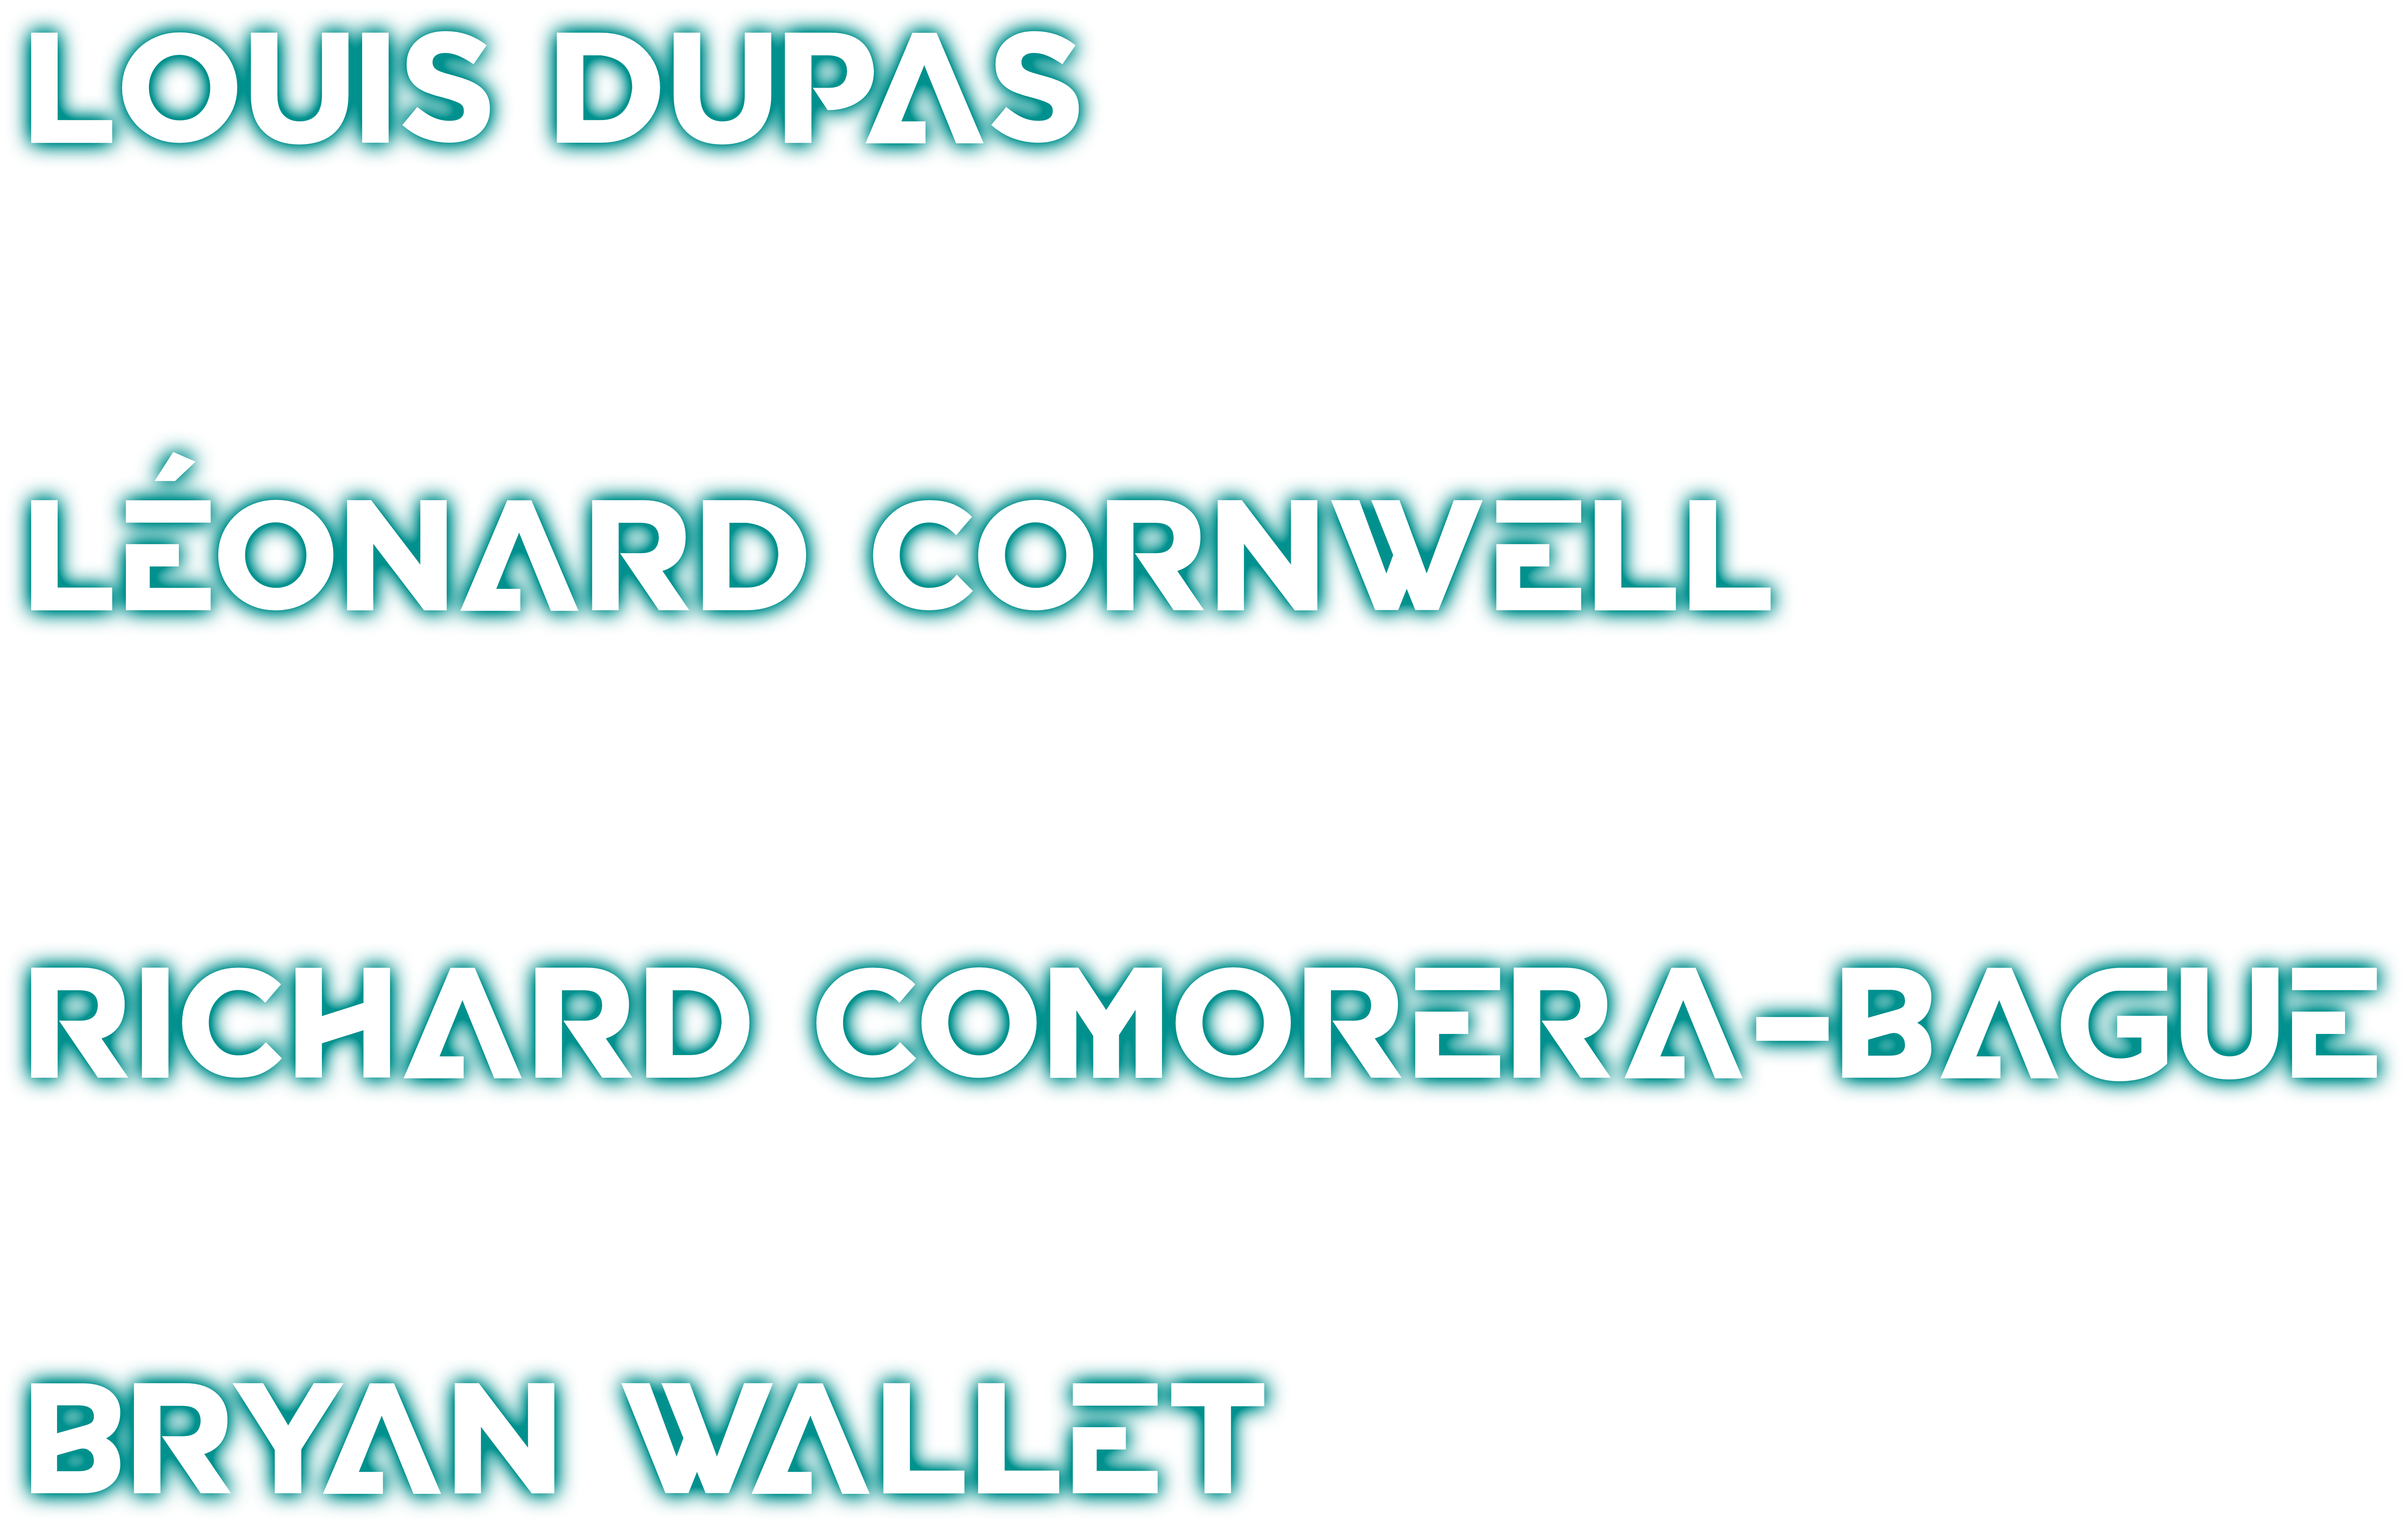 LOUIS DUPAS
LÉONARD CORNWELL
RICHARD COMORERA-BAGUE
BRYAN WALLET